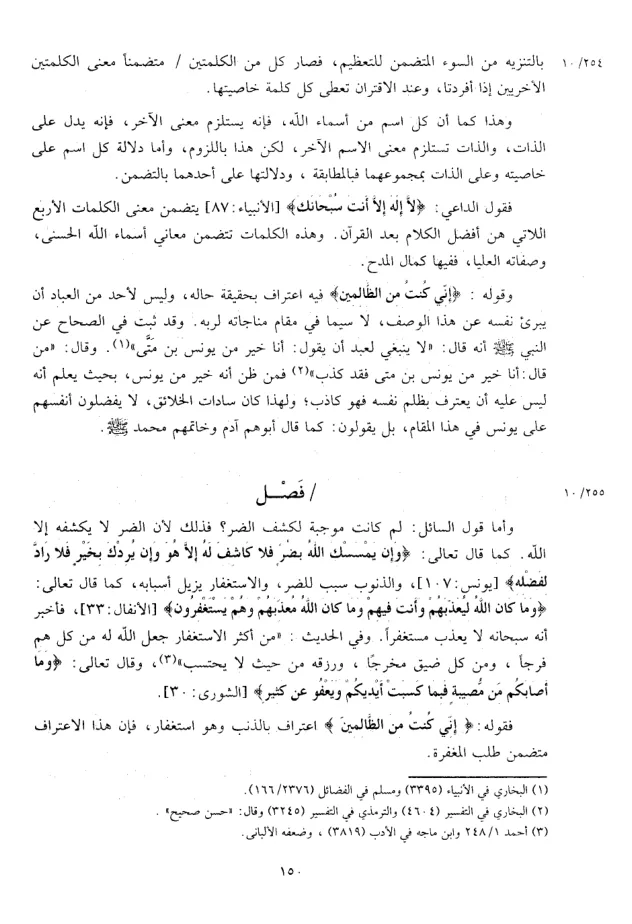 ١٠/٢٥٤ بالتنزيه من السوء المتضمن للتعظيم، فصار كل من الكلمتين / متضمناً معنى الكلمتين
الآخريين إذا أفردتا، وعند الاقتران تعطى كل كلمة خاصيتها.
وهذا كما أن كل اسم من أسماء الله، فإنه يستلزم معنى الآخر، فإنه يدل على
الذات، والذات تستلزم معنى الاسم الآخر، لكن هذا باللزوم، وأما دلالة كل اسم على
خاصيته وعلى الذات بمجموعهما فبالمطابقة ، ودلالتها على أحدهما بالتضمن.
فقول الداعي: ﴿لاَّ إِلَهَ إِلاَّ أَنتَ سُبْحَانَكَ﴾ [الأنبياء:٨٧] يتضمن معنى الكلمات الأربع
اللاتي هن أفضل الكلام بعد القرآن. وهذه الكلمات تتضمن معاني أسماء الله الحسنى،
وصفاته العليا، ففيها كمال المدح.
وقوله : ﴿إِنِّي كُنتُ مِنَ الظَّالِمِينَ﴾ فيه اعتراف بحقيقة حاله، وليس لأحد من العباد أن
يبرئ نفسه عن هذا الوصف، لا سيما في مقام مناجاته لربه. وقد ثبت في الصحاح عن
النبي ﷺ أنه قال: «لا ينبغي لعبد أن يقول: أنا خير من يونس بن متَّى»(١). وقال: «من
قال:أنا خير من يونس بن متى فقد كذب»(٢) فمن ظن أنه خير من يونس، بحيث يعلم أنه
ليس عليه أن يعترف بظلم نفسه فهو كاذب؛ ولهذا كان سادات الخلائق، لا يفضلون أنفسهم
على يونس في هذا المقام، بل يقولون: كما قال أبوهم آدم وخاتمهم محمد ﷺ.
١٠/٢٥٥ / فَصْـــل
وأما قول السائل: لم كانت موجبة لكشف الضر؟ فذلك لأن الضر لا يكشفه إلا
الله. كما قال تعالى: ﴿وَإِن يَمْسَسْكَ اللَّهُ بِضُرٍّ فَلا كَاشِفَ لَهُ إِلاَّ هُوَ وَإِن يُرِدْكَ بِخَيْرٍ فَلا رَادَّ
لِفَضْلِهِ﴾ [يونس:١٠٧]، والذنوب سبب للضر، والاستغفار يزيل أسبابه، كما قال تعالى:
﴿وَمَا كَانَ اللَّهُ لِيُعَذِّبَهُمْ وَأَنتَ فِيهِمْ وَمَا كَانَ اللَّهُ مُعَذِّبَهُمْ وَهُمْ يَسْتَغْفِرُونَ﴾ [الأنفال:٣٣]، فأخبر
أنه سبحانه لا يعذب مستغفراً. وفي الحديث : «من أكثر الاستغفار جعل الله له من كل هم
فرجاً ، ومن كل ضيق مخرجًا ، ورزقه من حيث لا يحتسب»(٣)، وقال تعالى: ﴿وَمَا
أَصَابَكُم مِّن مُّصِيبَةٍ فَبِمَا كَسَبَتْ أَيْدِيكُمْ وَيَعْفُو عَن كَثِيرٍ﴾ [الشورى:٣٠].
فقوله:﴿ إِنِّي كُنتُ مِنَ الظَّالِمِينَ ﴾ اعتراف بالذنب وهو استغفار، فإن هذا الاعتراف
متضمن طلب المغفرة.
(١) البخاري في الأنبياء (٣٣٩٥) ومسلم في الفضائل (١٦٦/٢٣٧٦).
(٢) البخاري في التفسير (٤٦٠٤) والترمذي في التفسير (٣٢٤٥) وقال: «حسن صحيح» .
(٣) أحمد ٢٤٨/١ وابن ماجه في الأدب (٣٨١٩) ، وضعفه الألباني.
١٥٠